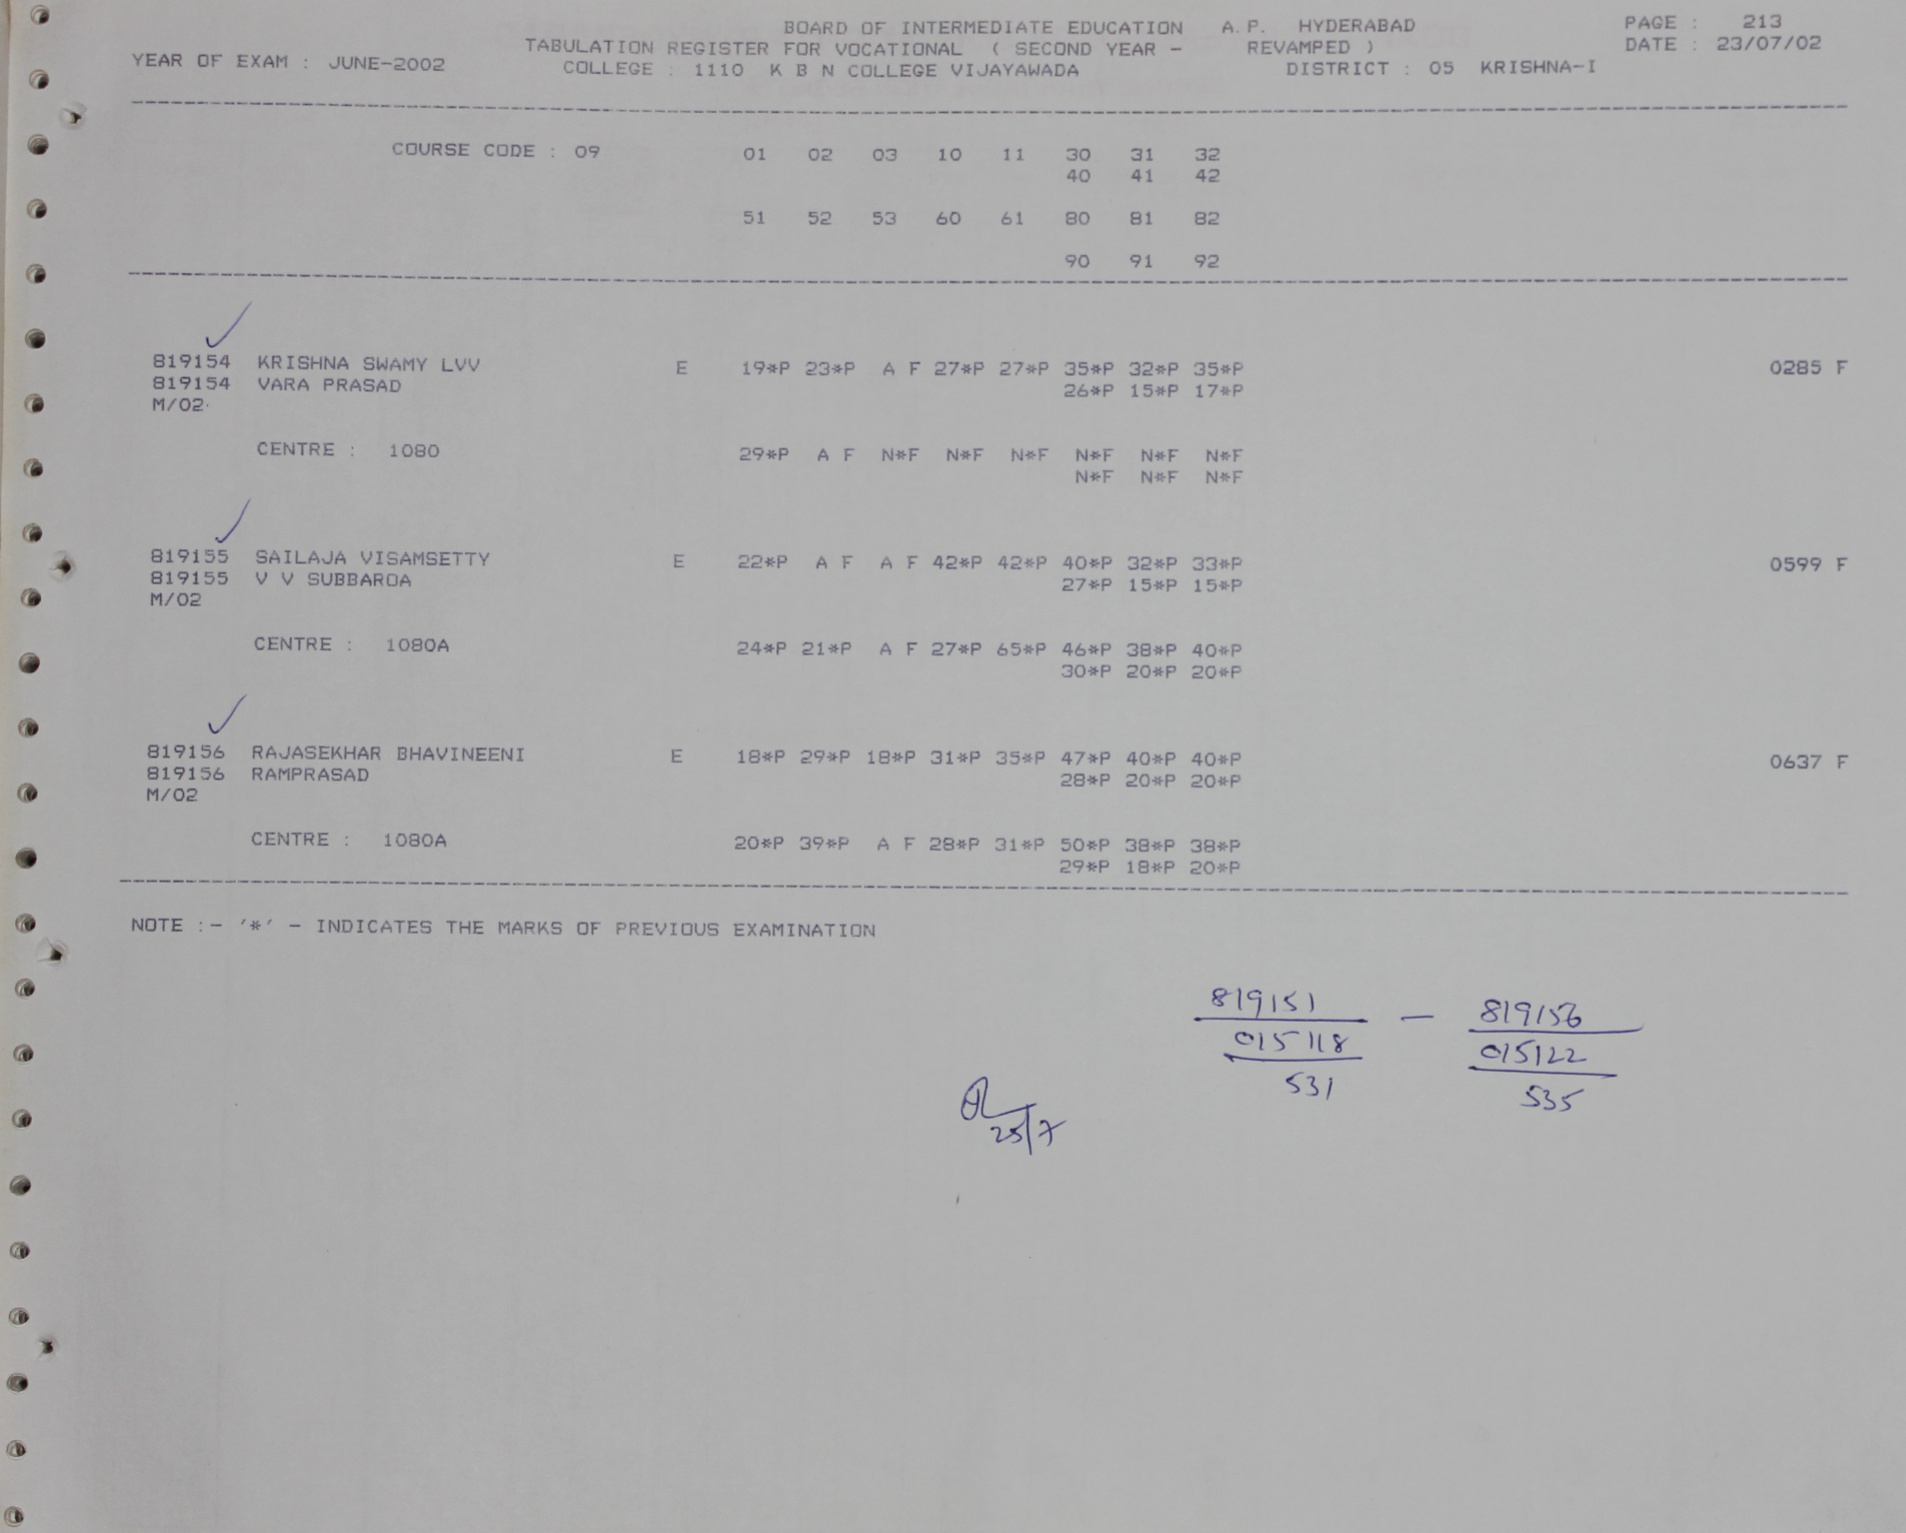 BOARD OF INTERMEDIATE EDUCATION A.P. HYDERABAD PAGE : 213
TABULATION REGISTER FOR VOCATIONAL ( SECOND YEAR - REVAMPED ) DATE : 23/07/02
YEAR OF EXAM : JUNE-2002 COLLEGE : 1110 K B N COLLEGE VIJAYAWADA DISTRICT : 05 KRISHNA-I
COURSE CODE : 09 01 02 03 10 11 30 31 32
40 41 42
51 52 53 60 61 80 81 82
90 91 92
819154 KRISHNA SWAMY LVV E 19*P 23*P A F 27*P 27*P 35*P 32*P 35*P 0285 F
819154 VARA PRASAD 26*P 15*P 17*P
M/02
CENTRE : 1080 29*P A F N*F N*F N*F N*F N*F N*F
N*F N*F N*F
819155 SAILAJA VISAMSETTY E 22*P A F A F 42*P 42*P 40*P 32*P 33*P 0599 F
819155 V V SUBBAROA 27*P 15*P 15*P
M/02
CENTRE : 1080A 24*P 21*P A F 27*P 65*P 46*P 38*P 40*P
30*P 20*P 20*P
819156 RAJASEKHAR BHAVINEENI E 18*P 29*P 18*P 31*P 35*P 47*P 40*P 40*P 0637 F
819156 RAMPRASAD 28*P 20*P 20*P
M/02
CENTRE : 1080A 20*P 39*P A F 28*P 31*P 50*P 38*P 38*P
29*P 18*P 20*P
NOTE :- '*' - INDICATES THE MARKS OF PREVIOUS EXAMINATION
819151 - 819156
015118 015122
531 535
25/7